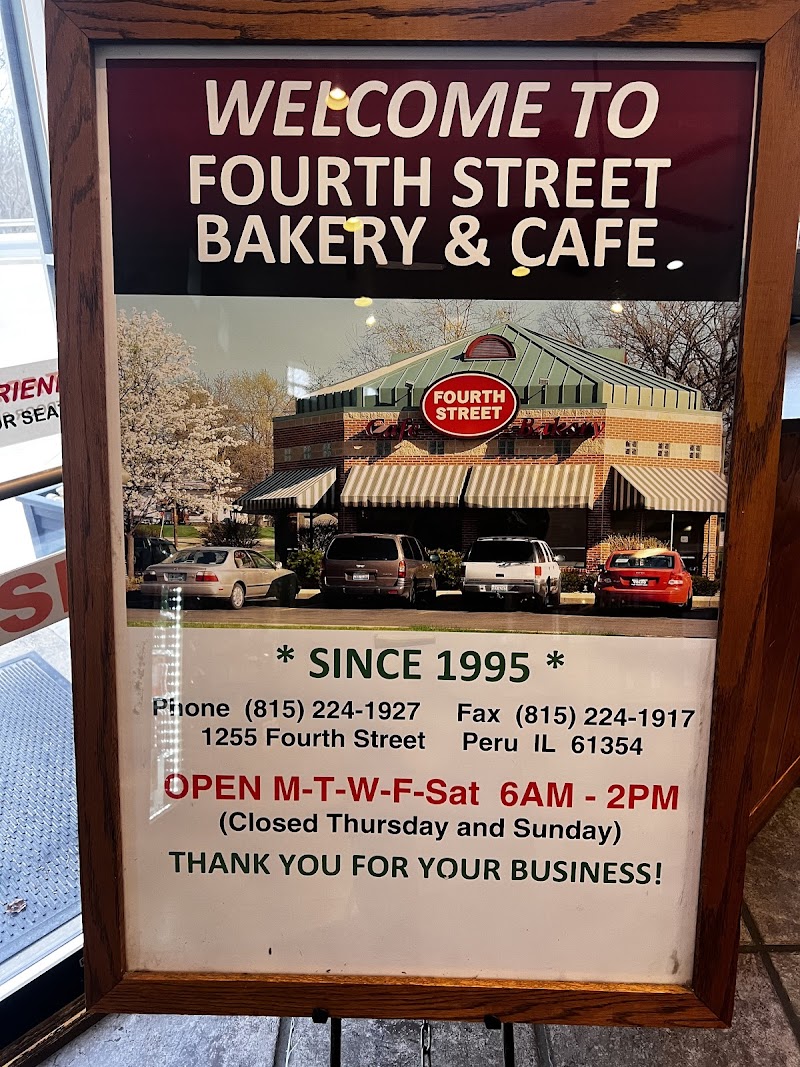 WELCOME TO
FOURTH STREET
BAKERY & CAFE
FOURTH
STREET
Cafe Bakery
* SINCE 1995 *
Phone (815) 224-1927 Fax (815) 224-1917
1255 Fourth Street Peru IL 61354
OPEN M-T-W-F-Sat 6AM - 2PM
(Closed Thursday and Sunday)
THANK YOU FOR YOUR BUSINESS!